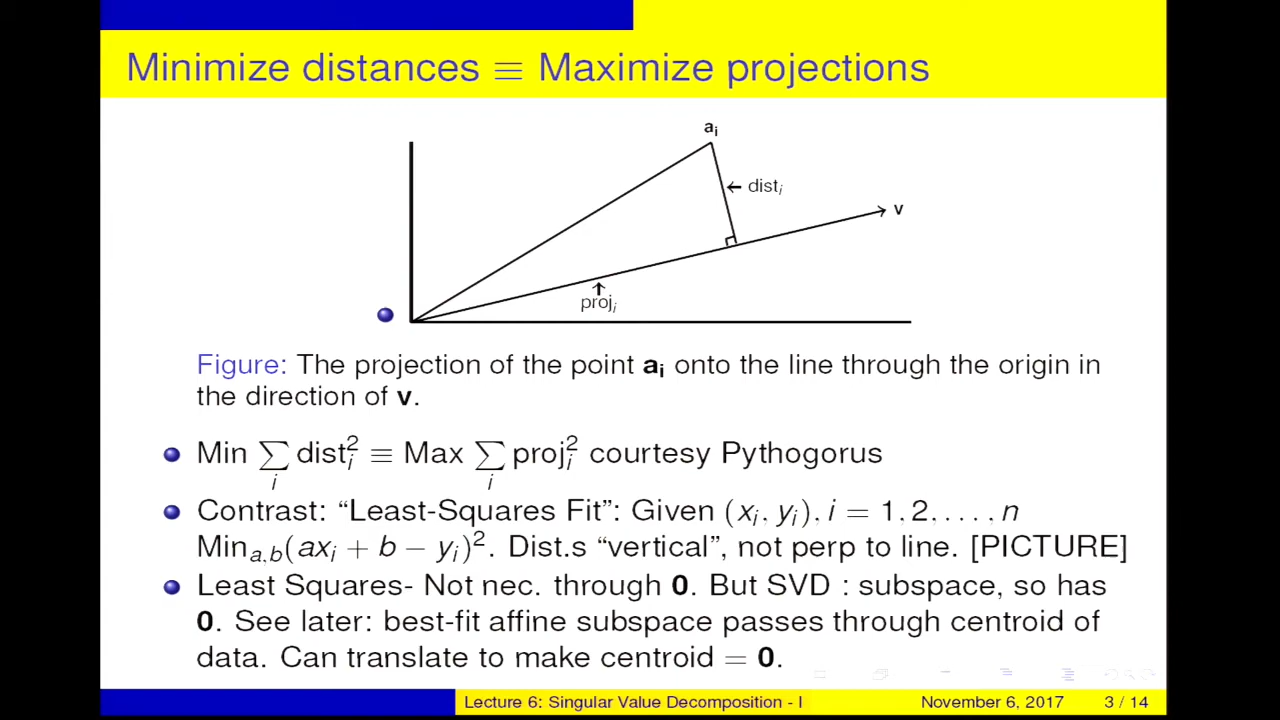 Minimize distances ≡ Maximize projections
aᵢ
← distᵢ
v
↑
projᵢ
Figure: The projection of the point aᵢ onto the line through the origin in
the direction of v.
Min ∑ᵢ distᵢ² ≡ Max ∑ᵢ projᵢ² courtesy Pythogorus
Contrast: “Least-Squares Fit”: Given (xᵢ, yᵢ), i = 1, 2, . . . , n
Min_{a,b}(axᵢ + b − yᵢ)². Dist.s “vertical”, not perp to line. [PICTURE]
Least Squares- Not nec. through 0. But SVD : subspace, so has
0. See later: best-fit affine subspace passes through centroid of
data. Can translate to make centroid = 0.
Lecture 6: Singular Value Decomposition - I November 6, 2017 3 / 14